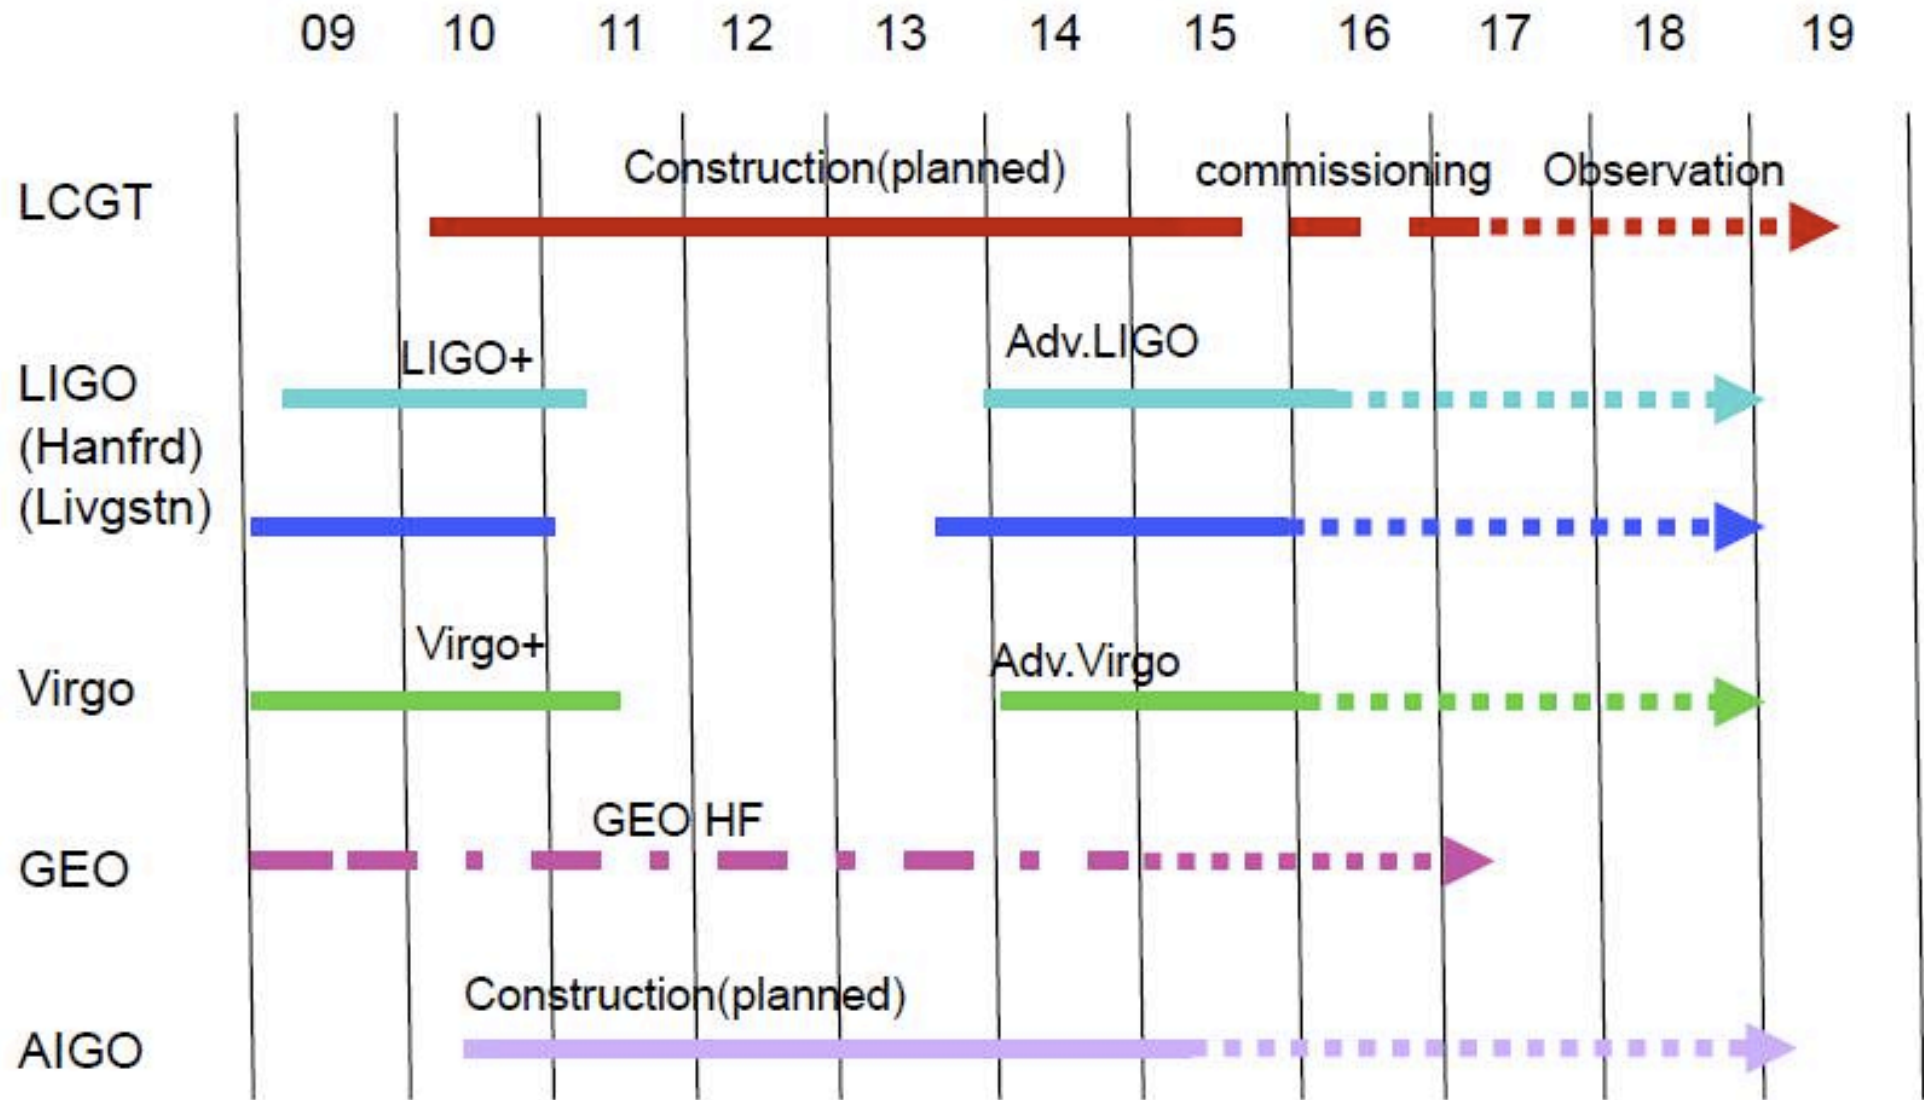 09 10 11 12 13 14 15 16 17 18 19
Construction(planned) commissioning Observation
LCGT
LIGO+ Adv.LIGO
LIGO
(Hanfrd)
(Livgstn)
Virgo+ Adv.Virgo
Virgo
GEO HF
GEO
Construction(planned)
AIGO